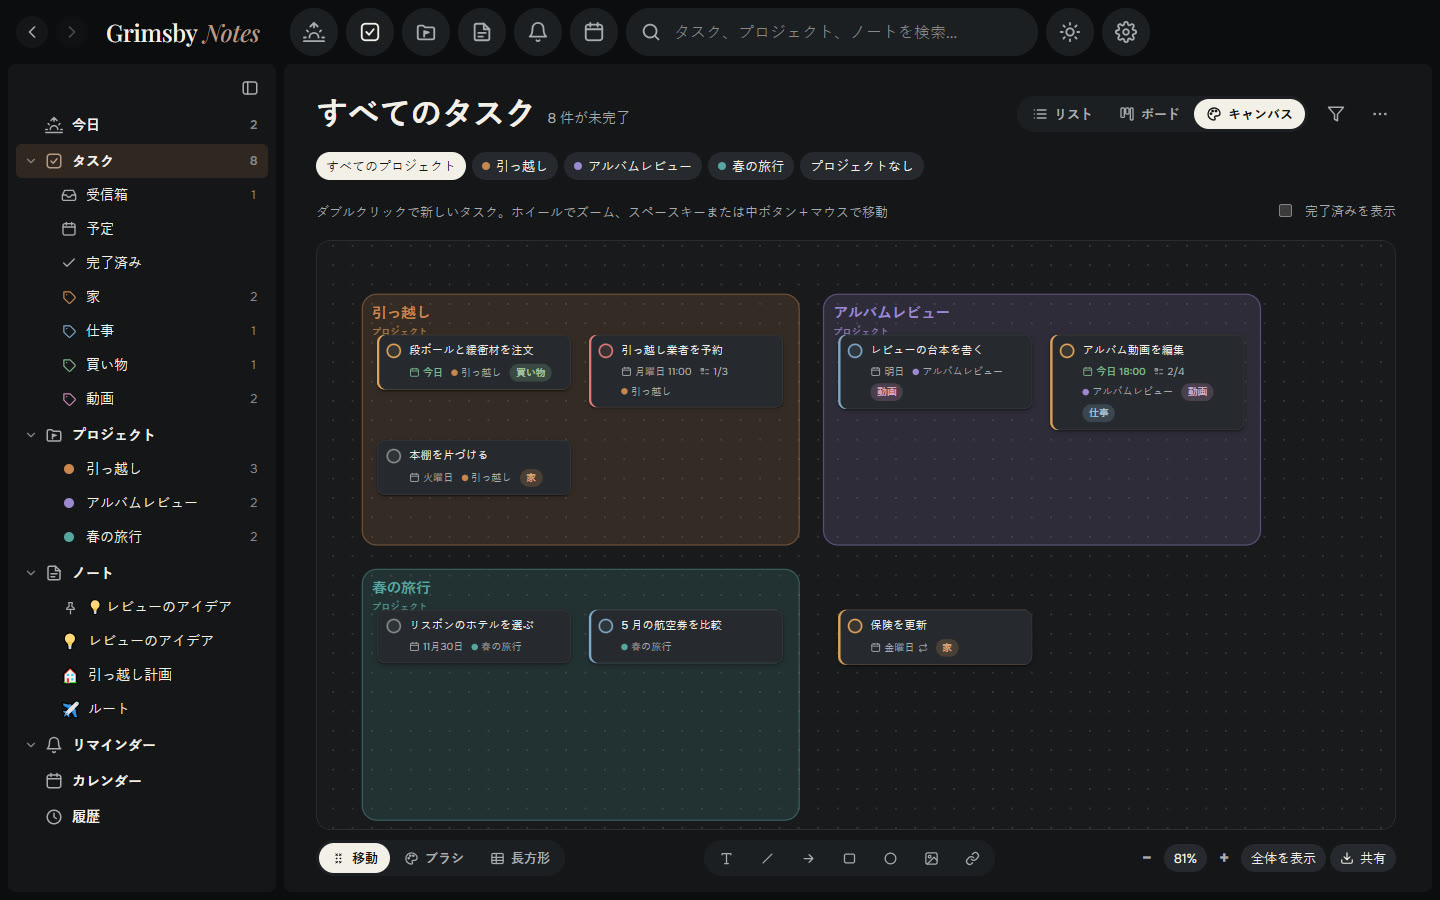 Grimsby Notes
タスク、プロジェクト、ノートを検索...
今日 2
タスク 8
受信箱 1
予定
完了済み
家 2
仕事 1
買い物 1
動画 2
プロジェクト
引っ越し 3
アルバムレビュー 2
春の旅行 2
ノート
レビューのアイデア
レビューのアイデア
引っ越し計画
ルート
リマインダー
カレンダー
履歴
すべてのタスク 8 件が未完了
リスト ボード キャンバス
すべてのプロジェクト 引っ越し アルバムレビュー 春の旅行 プロジェクトなし
ダブルクリックで新しいタスク。ホイールでズーム、スペースキーまたは中ボタン+マウスで移動
完了済みを表示
引っ越し
プロジェクト
段ボールと緩衝材を注文
今日 引っ越し 買い物
引っ越し業者を予約
月曜日 11:00 1/3
引っ越し
本棚を片づける
火曜日 引っ越し 家
アルバムレビュー
プロジェクト
レビューの台本を書く
明日 アルバムレビュー
動画
アルバム動画を編集
今日 18:00 2/4
アルバムレビュー 動画
仕事
春の旅行
プロジェクト
リスボンのホテルを選ぶ
11月30日 春の旅行
5 月の航空券を比較
春の旅行
保険を更新
金曜日 家
移動 ブラシ 長方形
81% 全体を表示 共有